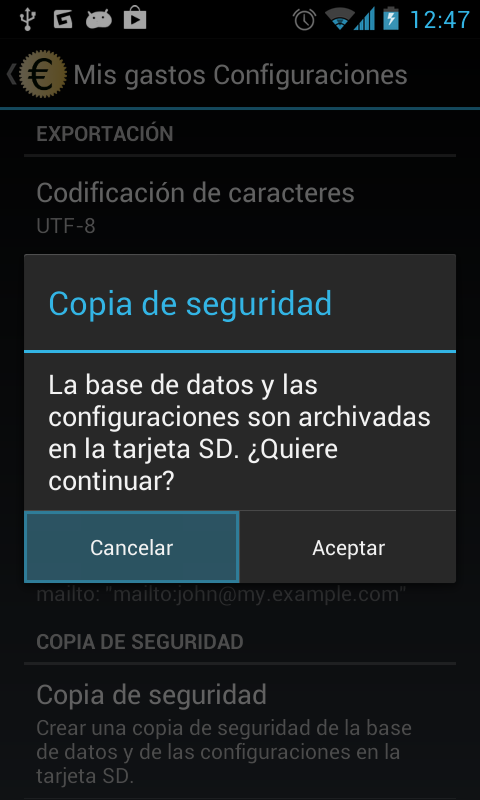 12:47
€ Mis gastos Configuraciones
EXPORTACIÓN
Codificación de caracteres
UTF-8
Copia de seguridad
La base de datos y las
configuraciones son archivadas
en la tarjeta SD. ¿Quiere
continuar?
Cancelar
Aceptar
mailto: "mailto:john@my.example.com"
COPIA DE SEGURIDAD
Copia de seguridad
Crear una copia de seguridad de la base
de datos y de las configuraciones en la
tarjeta SD.